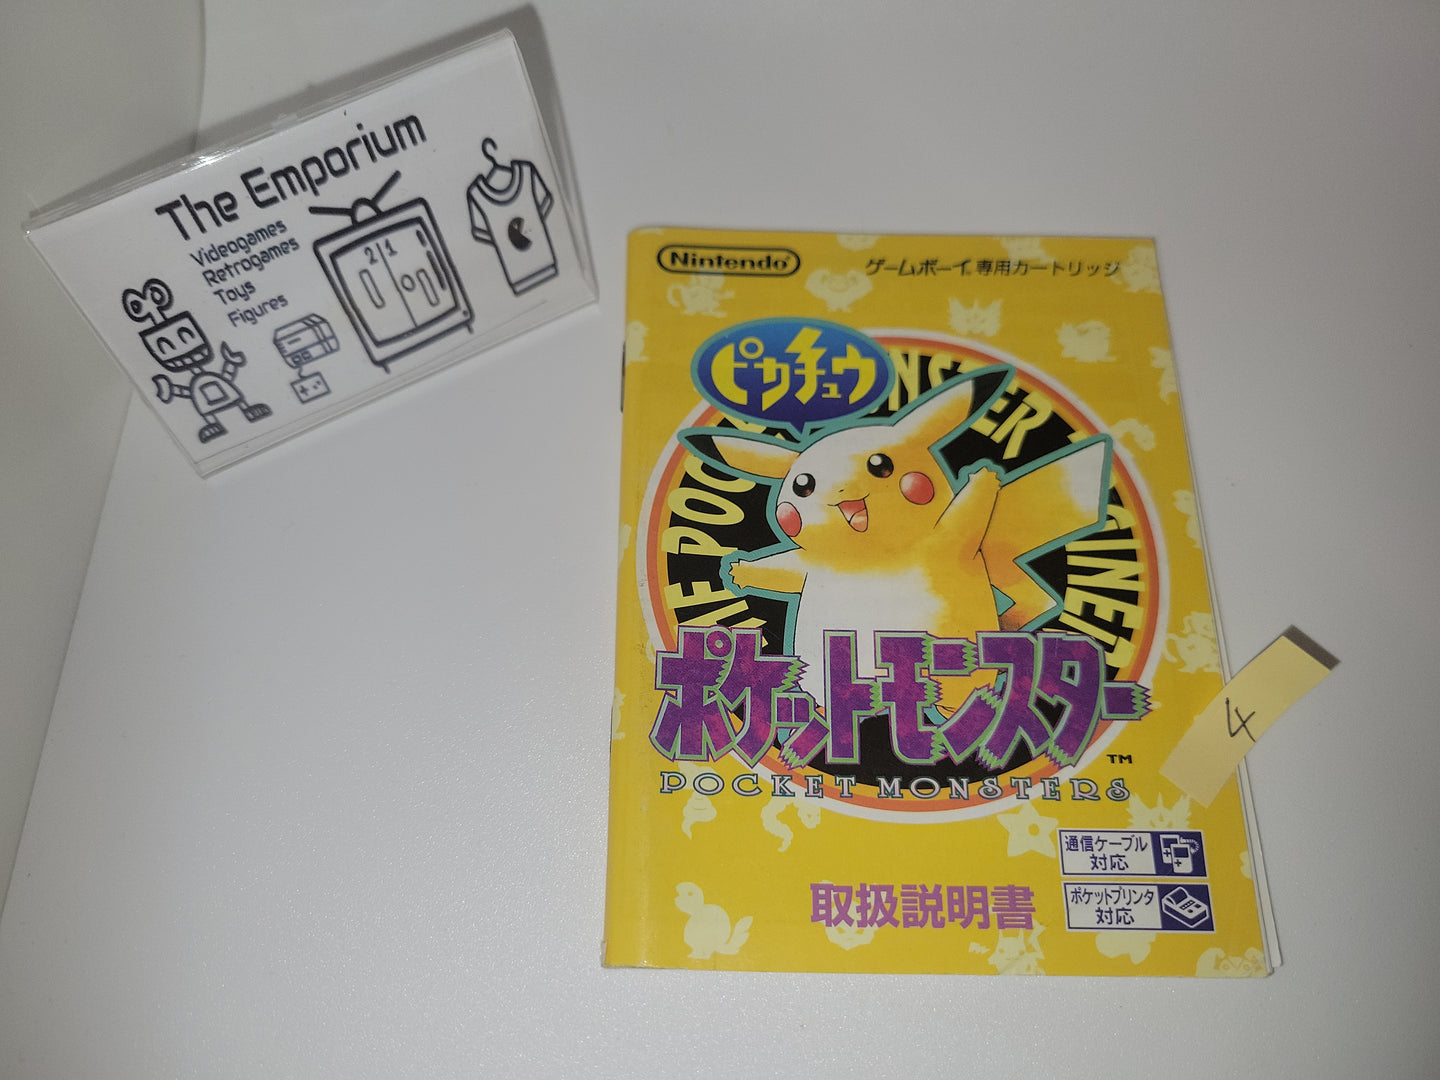 The Emporium
Videogames
Retrogames
Toys
Figures
2 1
Nintendo
ゲームボーイ専用カートリッジ
ピカチュウ
ポケットモンスター
TM
POCKET MONSTERS
4
通信ケーブル
対応
取扱説明書
ポケットプリンタ
対応